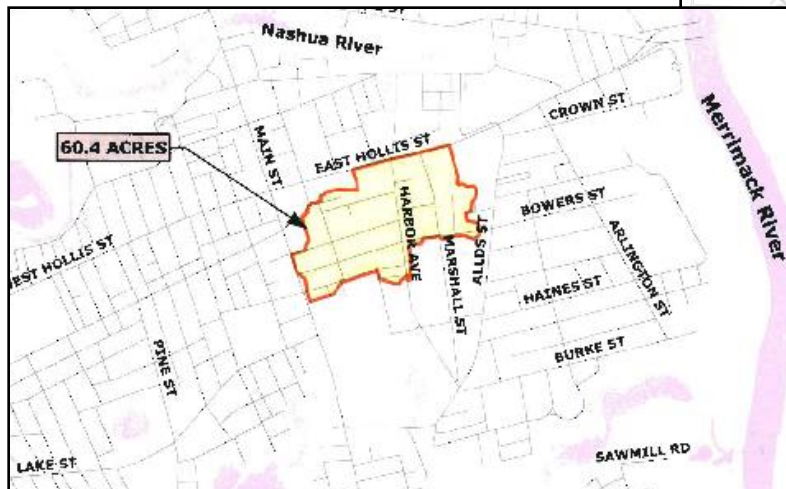 Nashua River
CROWN ST
Merrimack River
MAIN ST
60.4 ACRES
EAST HOLLIS ST
HARBOR AVE
BOWERS ST
ALLDS ST
ARLINGTON ST
MARSHALL ST
EST HOLLIS ST
HAINES ST
BURKE ST
PINE ST
SAWMILL RD
LAKE ST